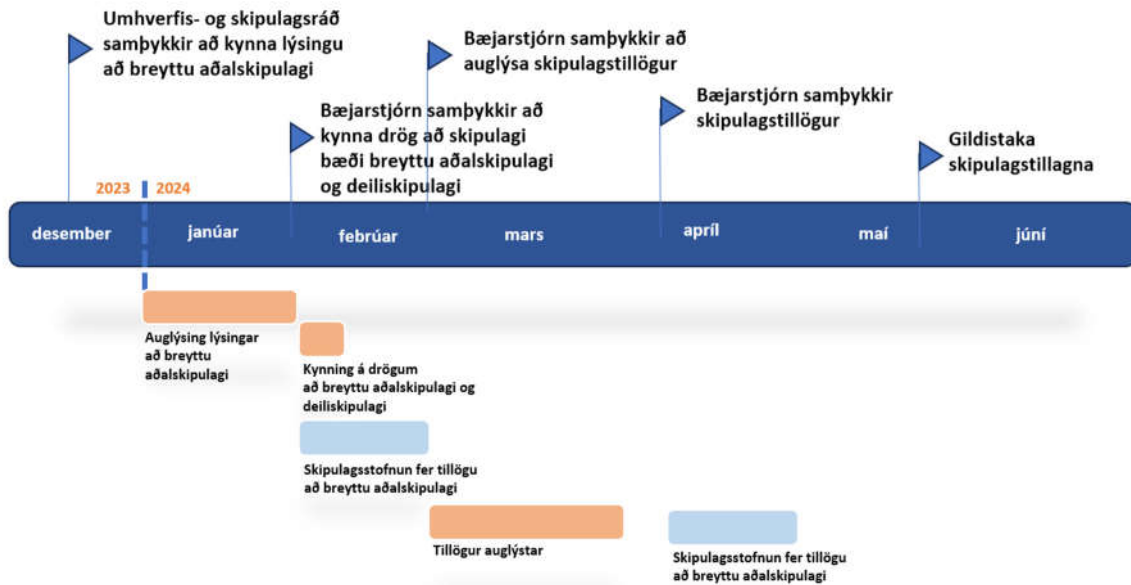 Umhverfis- og skipulagsráð
samþykkir að kynna lýsingu
að breyttu aðalskipulagi
Bæjarstjórn samþykkir að
auglýsa skipulagstillögur
Bæjarstjórn samþykkir að
kynna drög að skipulagi
bæði breyttu aðalskipulagi
og deiliskipulagi
Bæjarstjórn samþykkir
skipulagstillögur
Gildistaka
skipulagstillagna
2023 2024
desember janúar febrúar mars apríl maí júní
Auglýsing lýsingar
að breyttu
aðalskipulagi
Kynning á drögum
að breyttu aðalskipulagi og
deiliskipulagi
Skipulagsstofnun fer tillögu
að breyttu aðalskipulagi
Tillögur auglýstar
Skipulagsstofnun fer tillögu
að breyttu aðalskipulagi